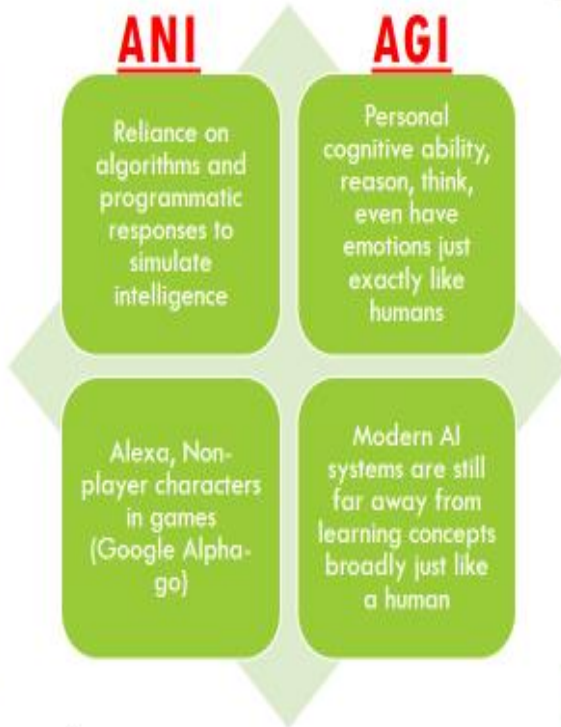 ANI
AGI
Reliance on
algorithms and
programmatic
responses to
simulate
intelligence
Personal
cognitive ability,
reason, think,
even have
emotions just
exactly like
humans
Alexa, Non-
player characters
in games
(Google Alpha-
go)
Modern AI
systems are still
far away from
learning concepts
broadly just like
a human